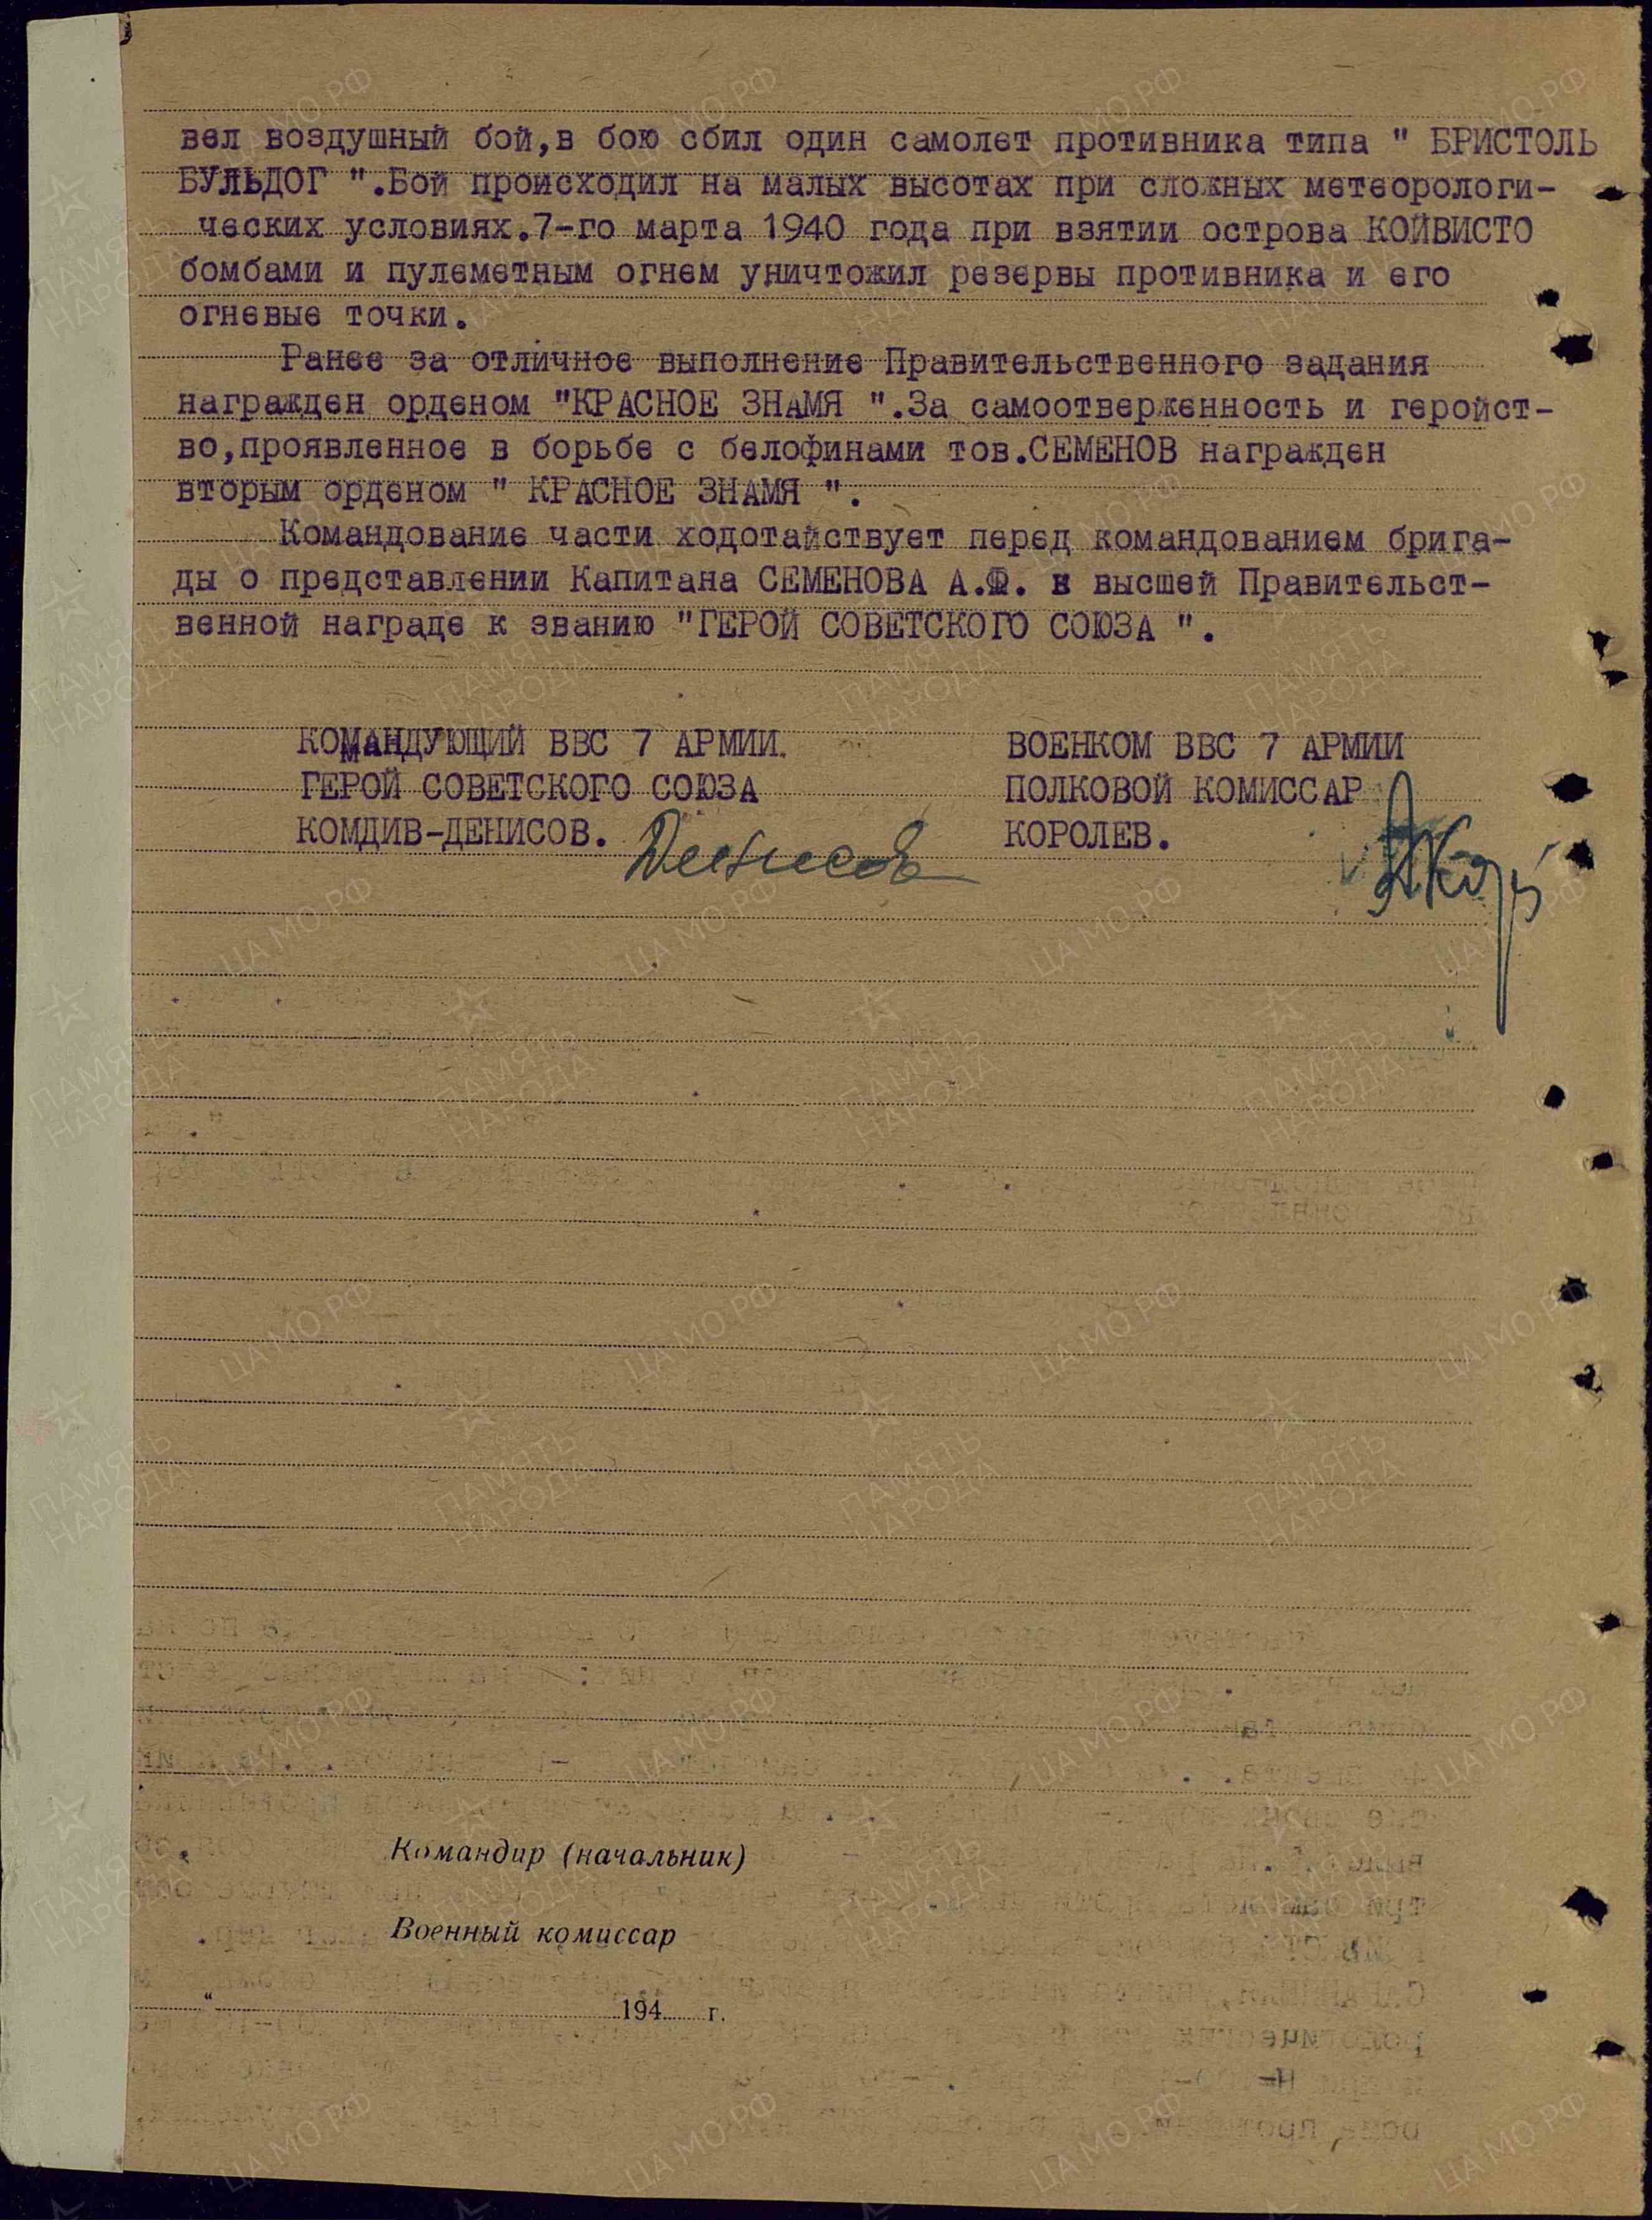 вел воздушный бой,в бою сбил один самолет противника типа " БРИСТОЛЬ
БУЛЬДОГ ".Бой происходил на малых высотах при сложных метеорологи-
ческих условиях.7-го марта 1940 года при взятии острова КОЙВИСТО
бомбами и пулеметным огнем уничтожил резервы противника и его
огневые точки.
Ранее за отличное выполнение Правительственного задания
награжден орденом "КРАСНОЕ ЗНАМЯ ".За самоотверженность и геройст-
во,проявленное в борьбе с белофинами тов.СЕМЕНОВ награжден
вторым орденом " КРАСНОЕ ЗНАМЯ ".
Командование части ходотайствует перед командованием брига-
ды о представлении Капитана СЕМЕНОВА А.Ф. к высшей Правительст-
венной награде к званию "ГЕРОЙ СОВЕТСКОГО СОЮЗА ".
КОМАНДУЮЩИЙ ВВС 7 АРМИИ. ВОЕНКОМ ВВС 7 АРМИИ
ГЕРОЙ СОВЕТСКОГО СОЮЗА ПОЛКОВОЙ КОМИССАР
КОМДИВ-ДЕНИСОВ. Денисов КОРОЛЕВ.
Командир (начальник)
Военный комиссар
" 194 г.
ПАМЯТЬ НАРОДА
ЦА МО.РФ